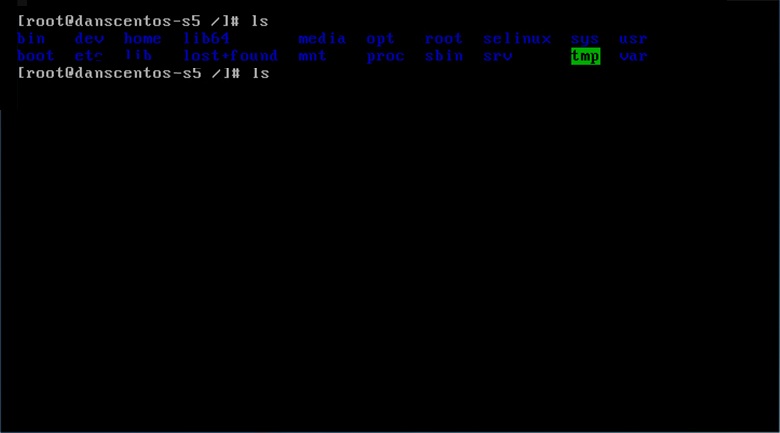 [root@danscentos-s5 /]# ls
bin dev home lib64 media opt root selinux sys usr
boot etc lib lost+found mnt proc sbin srv tmp var
[root@danscentos-s5 /]# ls